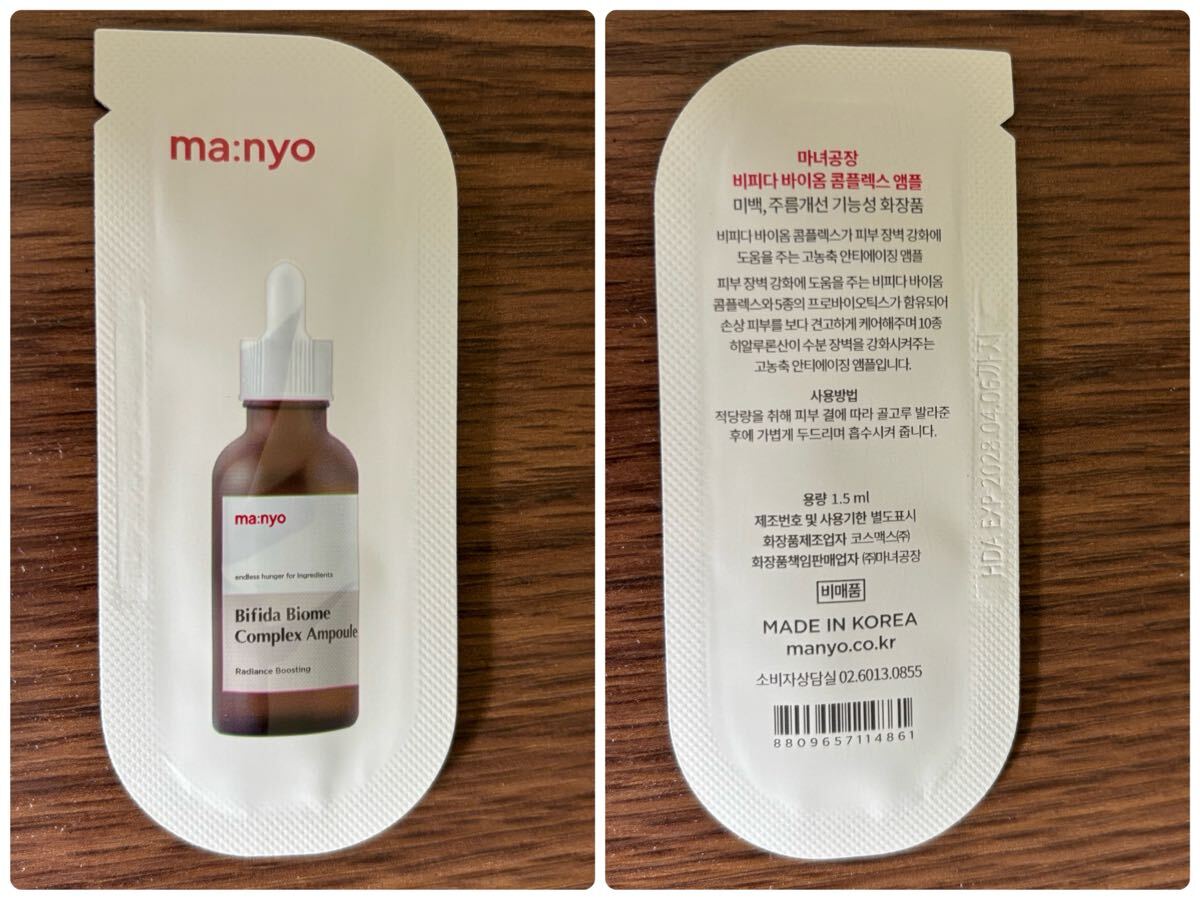 ma:nyo
ma:nyo
endless hunger for ingredients
Bifida Biome
Complex Ampoule
Radiance Boosting
마녀공장
비피다 바이옴 콤플렉스 앰플
미백, 주름개선 기능성 화장품
비피다 바이옴 콤플렉스가 피부 장벽 강화에
도움을 주는 고농축 안티에이징 앰플
피부 장벽 강화에 도움을 주는 비피다 바이옴
콤플렉스와 5종의 프로바이오틱스가 함유되어
손상 피부를 보다 견고하게 케어해주며 10종
히알루론산이 수분 장벽을 강화시켜주는
고농축 안티에이징 앰플입니다.
사용방법
적당량을 취해 피부 결에 따라 골고루 발라준
후에 가볍게 두드리며 흡수시켜 줍니다.
용량 1.5 ml
제조번호 및 사용기한 별도표시
화장품제조업자 코스맥스㈜
화장품책임판매업자 ㈜마녀공장
비매품
MADE IN KOREA
manyo.co.kr
소비자상담실 02.6013.0855
8809657114861
HDA EXP 2028.04.06까지